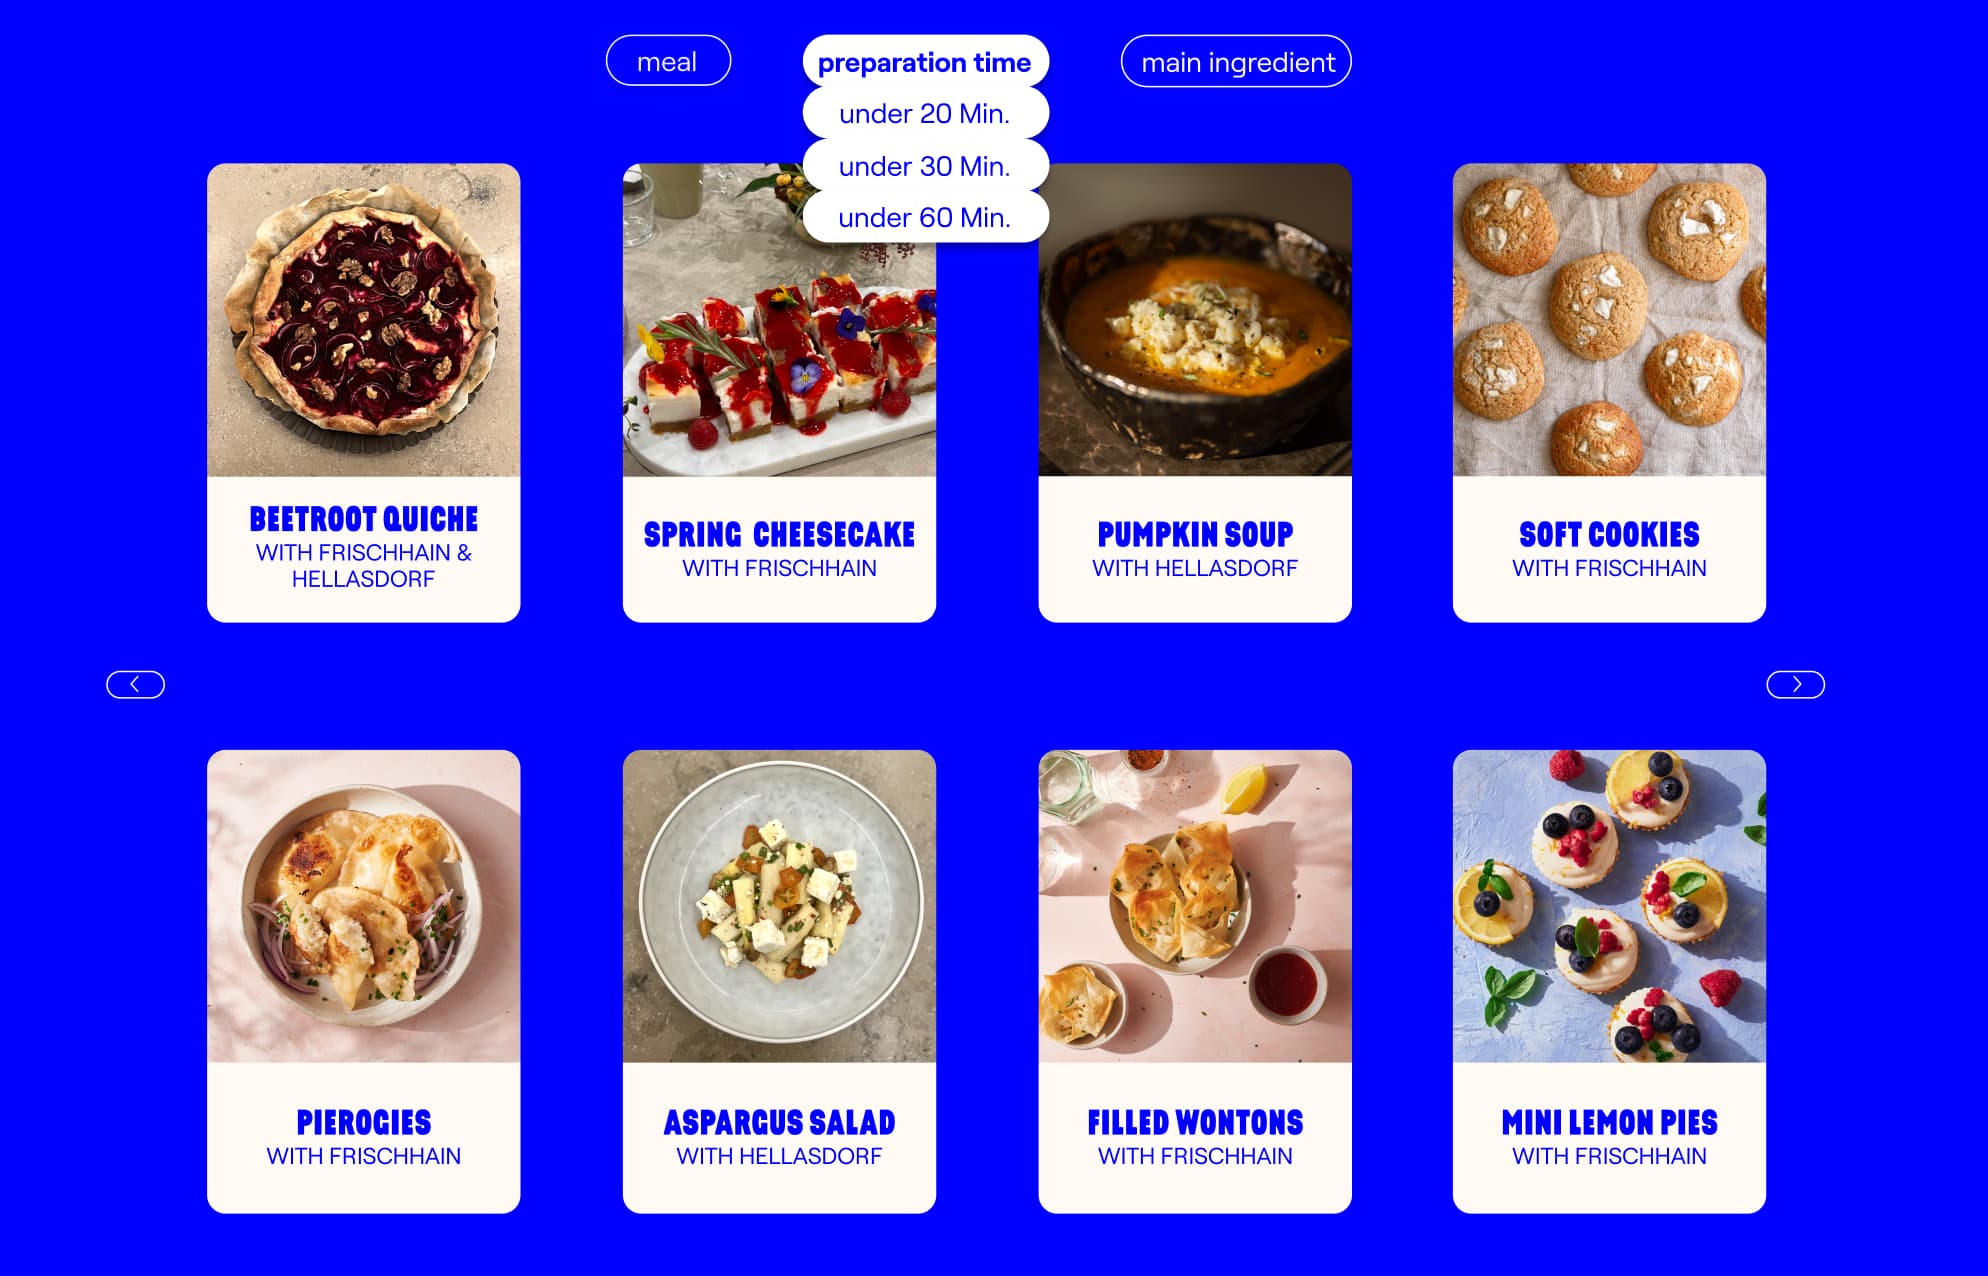 meal
preparation time
main ingredient
under 20 Min.
under 30 Min.
under 60 Min.
BEETROOT QUICHE
WITH FRISCHHAIN &
HELLASDORF
SPRING CHEESECAKE
WITH FRISCHHAIN
PUMPKIN SOUP
WITH HELLASDORF
SOFT COOKIES
WITH FRISCHHAIN
PIEROGIES
WITH FRISCHHAIN
ASPARGUS SALAD
WITH HELLASDORF
FILLED WONTONS
WITH FRISCHHAIN
MINI LEMON PIES
WITH FRISCHHAIN